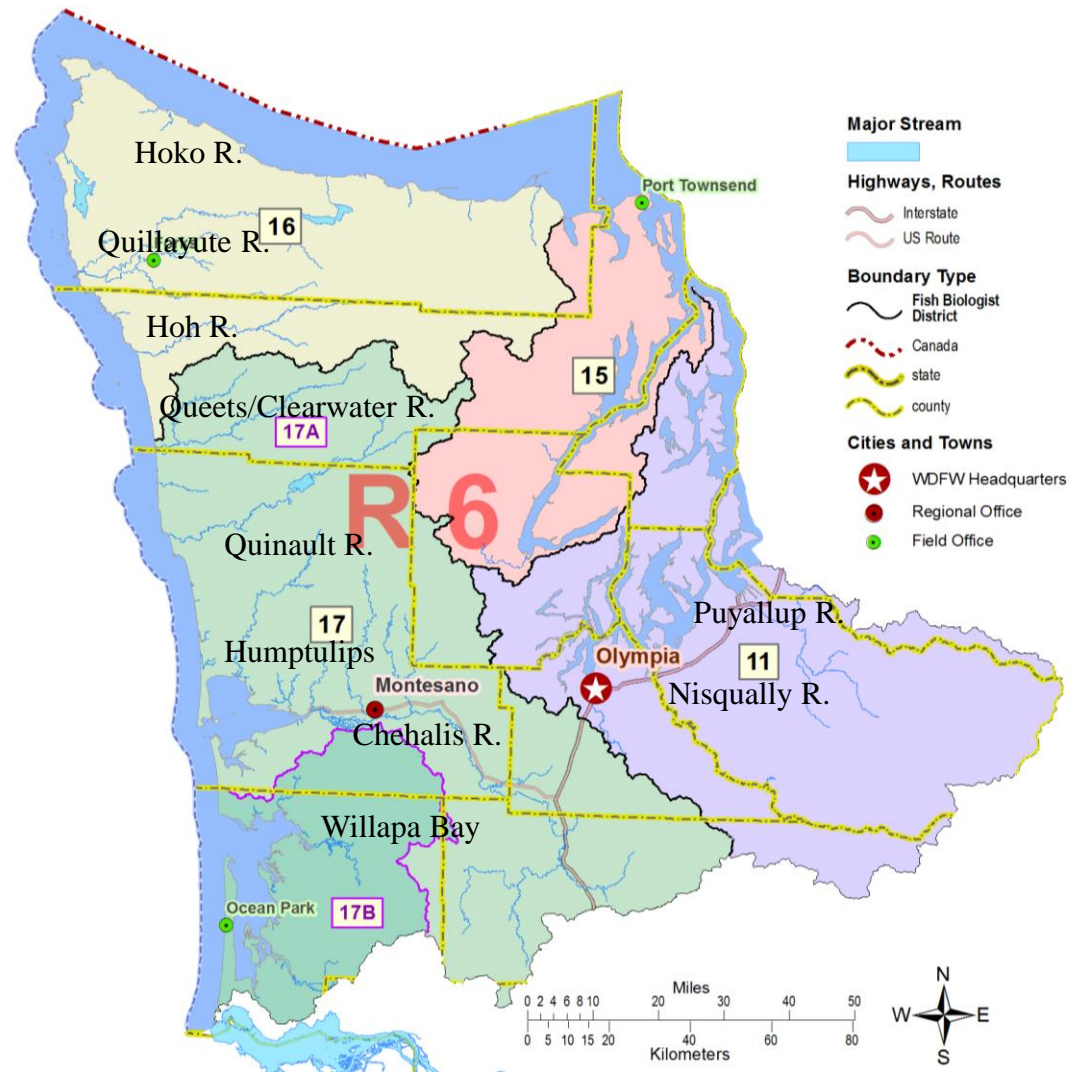 Hoko R.
Port Townsend
16
Quillayute R.
Hoh R.
15
Queets/Clearwater R.
17A
R 6
Quinault R.
17
Puyallup R.
Humptulips
Olympia
11
Montesano
Nisqually R.
Chehalis R.
Willapa Bay
Ocean Park
17B
Major Stream
Highways, Routes
Interstate
US Route
Boundary Type
Fish Biologist
District
Canada
state
county
Cities and Towns
WDFW Headquarters
Regional Office
Field Office
Miles
0 2 4 6 8 10 20 30 40 50
0 5 10 15 20 40 60 80
Kilometers
N
W E
S